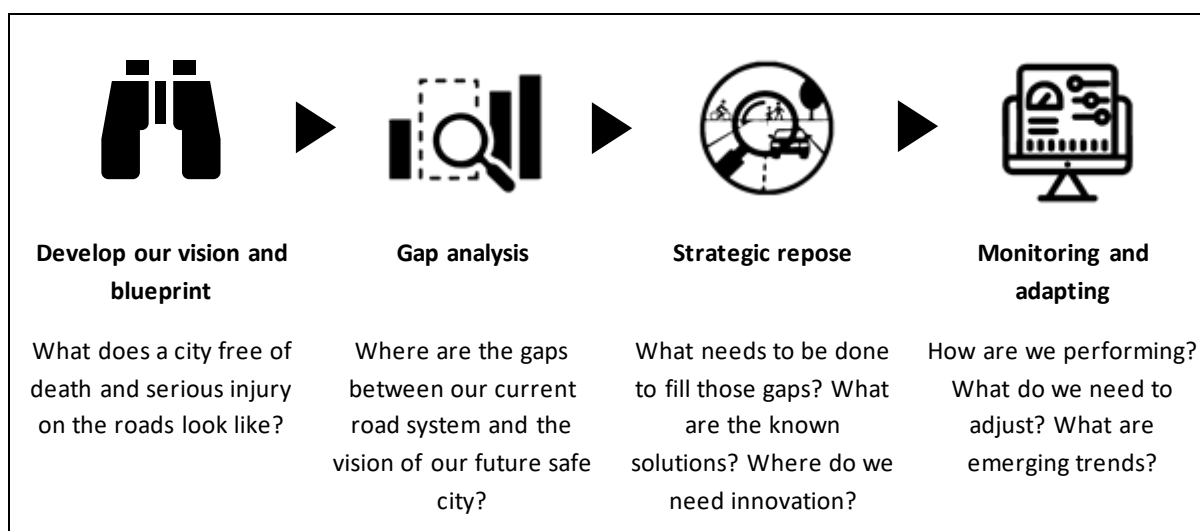 Develop our vision and
blueprint
What does a city free of
death and serious injury
on the roads look like?
Gap analysis
Where are the gaps
between our current
road system and the
vision of our future safe
city?
Strategic repose
What needs to be done
to fill those gaps? What
are the known
solutions? Where do we
need innovation?
Monitoring and
adapting
How are we performing?
What do we need to
adjust? What are
emerging trends?